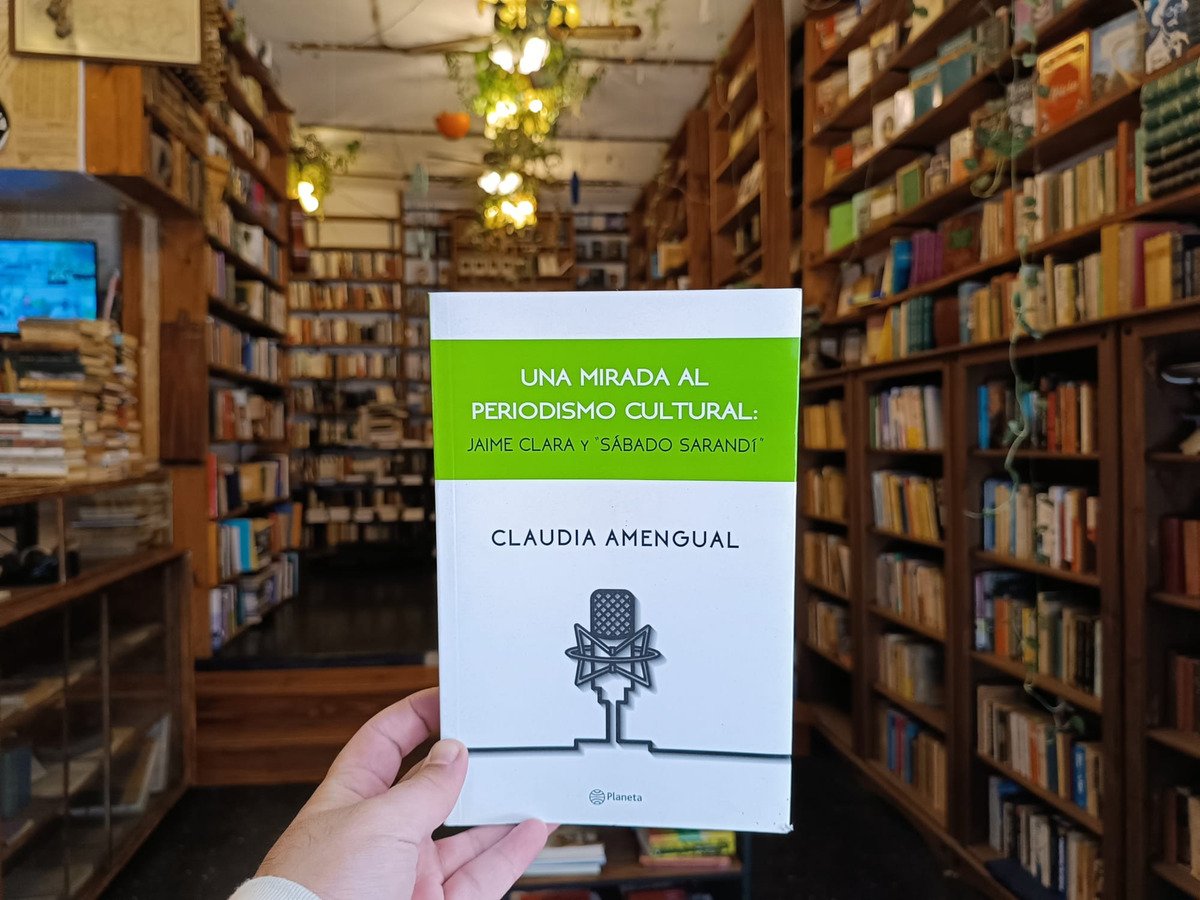 UNA MIRADA AL
PERIODISMO CULTURAL:
JAIME CLARA Y "SÁBADO SARANDÍ"
CLAUDIA AMENGUAL
Planeta